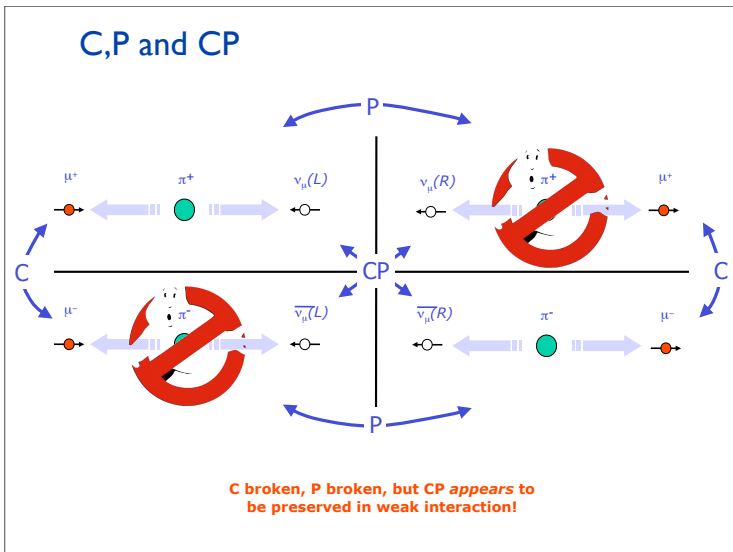 C,P and CP
P
μ⁺ π⁺ νμ(L) νμ(R) π⁺ μ⁺
C CP C
μ⁻ π⁻ ν̅μ̅(L) ν̅μ̅(R) π⁻ μ⁻
P
C broken, P broken, but CP appears to
be preserved in weak interaction!